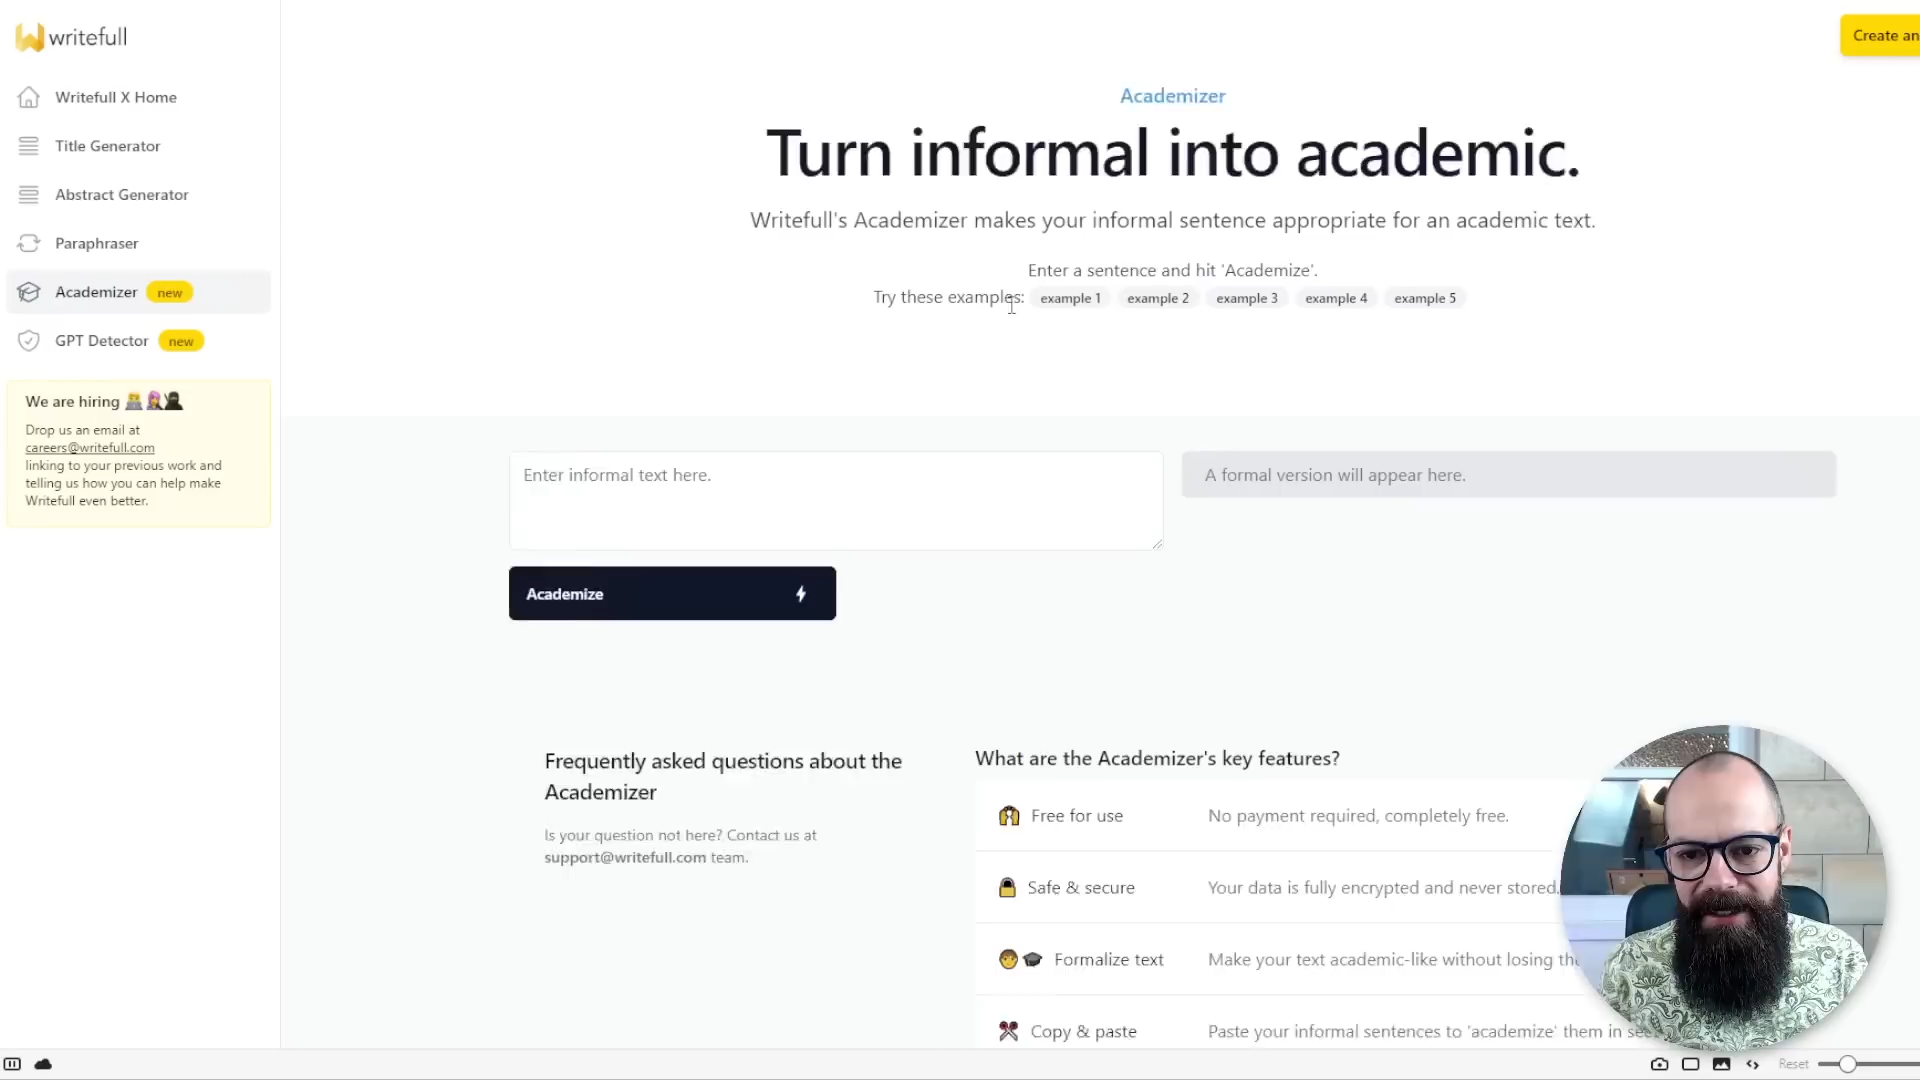 writefull
Create an
Writefull X Home
Title Generator
Abstract Generator
Paraphraser
Academizer new
GPT Detector new
We are hiring
Drop us an email at
careers@writefull.com
linking to your previous work and
telling us how you can help make
Writefull even better.
Academizer
Turn informal into academic.
Writefull's Academizer makes your informal sentence appropriate for an academic text.
Enter a sentence and hit 'Academize'.
Try these examples: example 1 example 2 example 3 example 4 example 5
Enter informal text here.
A formal version will appear here.
Academize
Frequently asked questions about the
Academizer
Is your question not here? Contact us at
support@writefull.com team.
What are the Academizer's key features?
Free for use No payment required, completely free.
Safe & secure Your data is fully encrypted and never stored.
Formalize text Make your text academic-like without losing
Copy & paste Paste your informal sentences to 'academize' them in
Reset